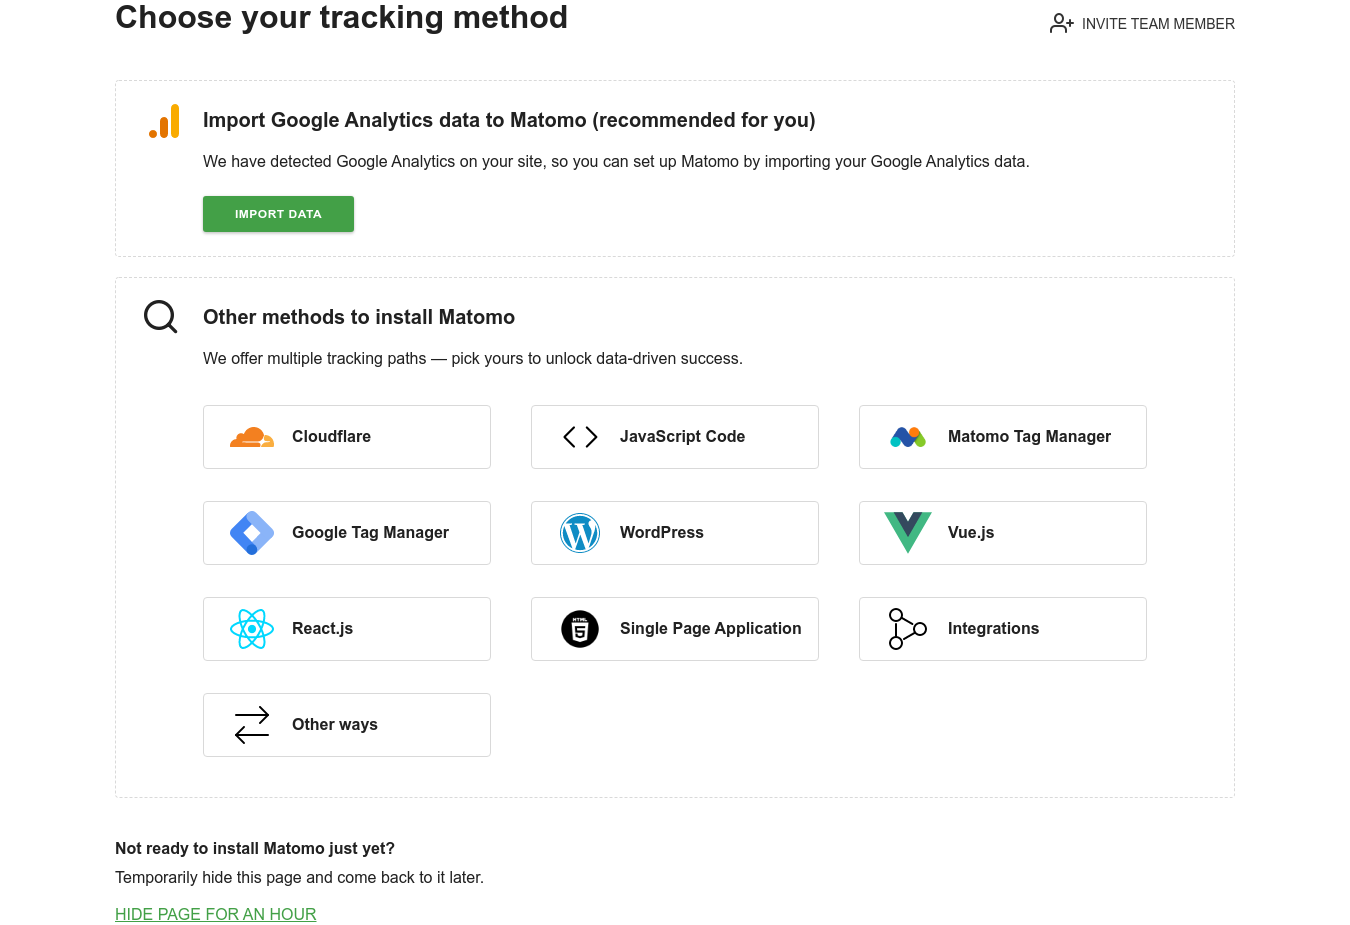 Choose your tracking method
INVITE TEAM MEMBER
Import Google Analytics data to Matomo (recommended for you)
We have detected Google Analytics on your site, so you can set up Matomo by importing your Google Analytics data.
IMPORT DATA
Other methods to install Matomo
We offer multiple tracking paths — pick yours to unlock data-driven success.
Cloudflare
JavaScript Code
Matomo Tag Manager
Google Tag Manager
WordPress
Vue.js
React.js
HTML
Single Page Application
Integrations
Other ways
Not ready to install Matomo just yet?
Temporarily hide this page and come back to it later.
HIDE PAGE FOR AN HOUR